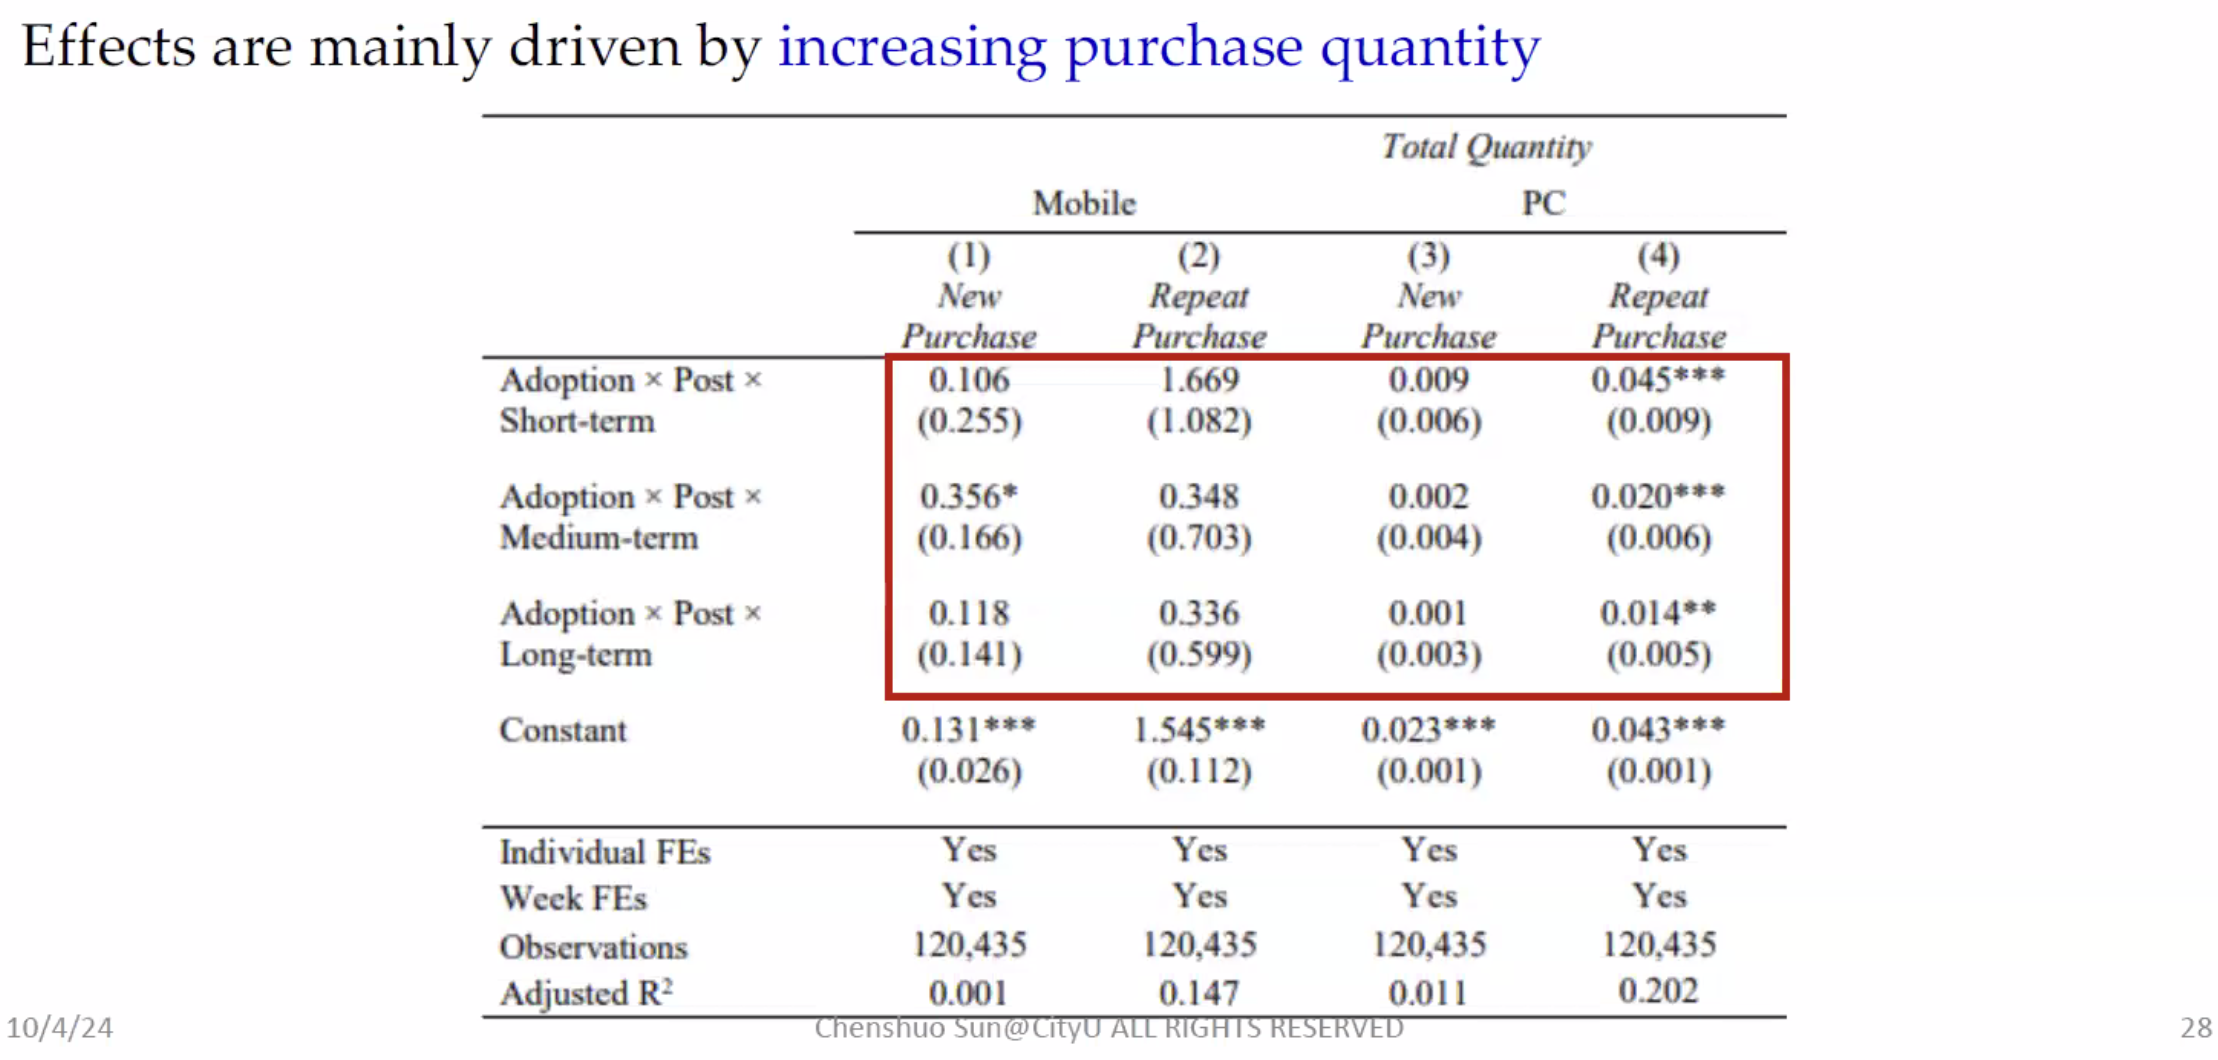 Effects are mainly driven by increasing purchase quantity
Total Quantity
Mobile PC
(1) (2) (3) (4)
New Repeat New Repeat
Purchase Purchase Purchase Purchase
Adoption × Post × 0.106 1.669 0.009 0.045***
Short-term (0.255) (1.082) (0.006) (0.009)
Adoption × Post × 0.356* 0.348 0.002 0.020***
Medium-term (0.166) (0.703) (0.004) (0.006)
Adoption × Post × 0.118 0.336 0.001 0.014**
Long-term (0.141) (0.599) (0.003) (0.005)
Constant 0.131*** 1.545*** 0.023*** 0.043***
(0.026) (0.112) (0.001) (0.001)
Individual FEs Yes Yes Yes Yes
Week FEs Yes Yes Yes Yes
Observations 120,435 120,435 120,435 120,435
Adjusted R² 0.001 0.147 0.011 0.202
10/4/24 Chenshuo Sun@CityU ALL RIGHTS RESERVED 28